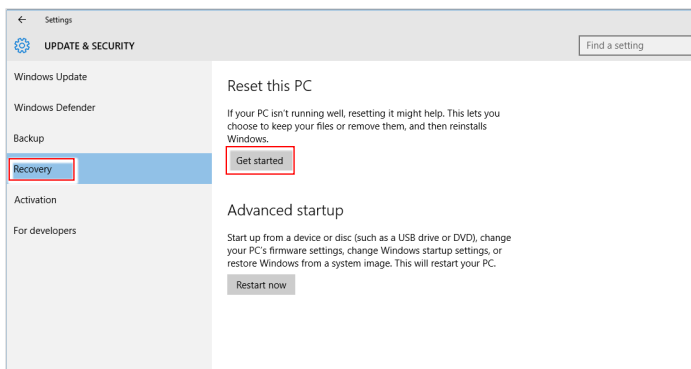 Settings
UPDATE & SECURITY
Find a setting
Windows Update
Windows Defender
Backup
Recovery
Activation
For developers
Reset this PC
If your PC isn't running well, resetting it might help. This lets you
choose to keep your files or remove them, and then reinstalls
Windows.
Get started
Advanced startup
Start up from a device or disc (such as a USB drive or DVD), change
your PC's firmware settings, change Windows startup settings, or
restore Windows from a system image. This will restart your PC.
Restart now